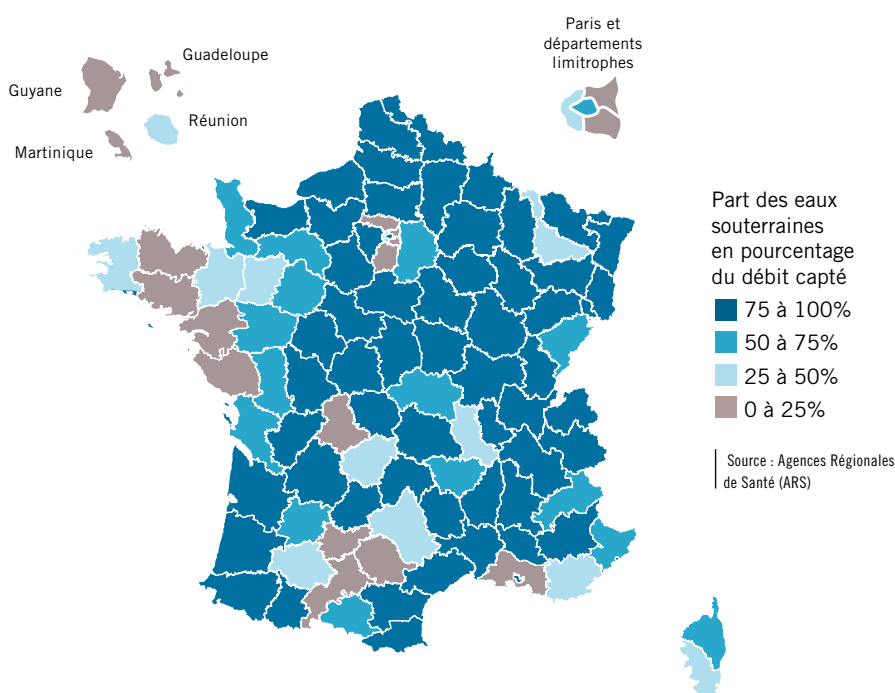 Guadeloupe
Guyane
Réunion
Martinique
Paris et
départements
limitrophes
Part des eaux
souterraines
en pourcentage
du débit capté
75 à 100%
50 à 75%
25 à 50%
0 à 25%
Source : Agences Régionales
de Santé (ARS)